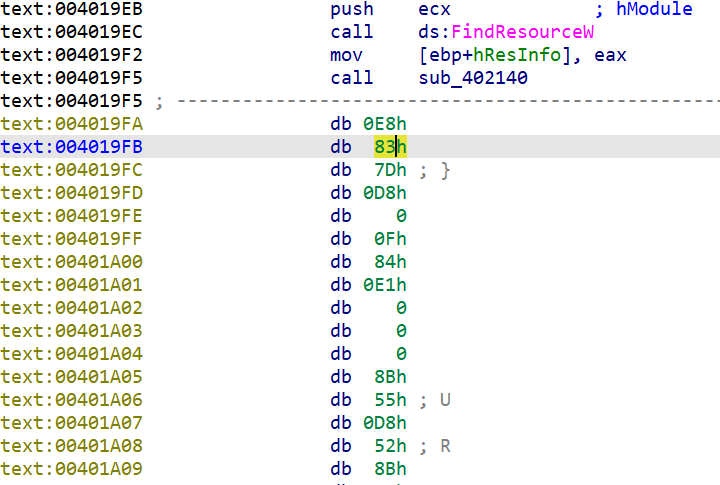 text:004019EB push ecx ; hModule
text:004019EC call ds:FindResourceW
text:004019F2 mov [ebp+hResInfo], eax
text:004019F5 call sub_402140
text:004019F5 ; ---------------------------------------------------
text:004019FA db 0E8h
text:004019FB db 83h
text:004019FC db 7Dh ; }
text:004019FD db 0D8h
text:004019FE db 0
text:004019FF db 0Fh
text:00401A00 db 84h
text:00401A01 db 0E1h
text:00401A02 db 0
text:00401A03 db 0
text:00401A04 db 0
text:00401A05 db 8Bh
text:00401A06 db 55h ; U
text:00401A07 db 0D8h
text:00401A08 db 52h ; R
text:00401A09 db 8Bh